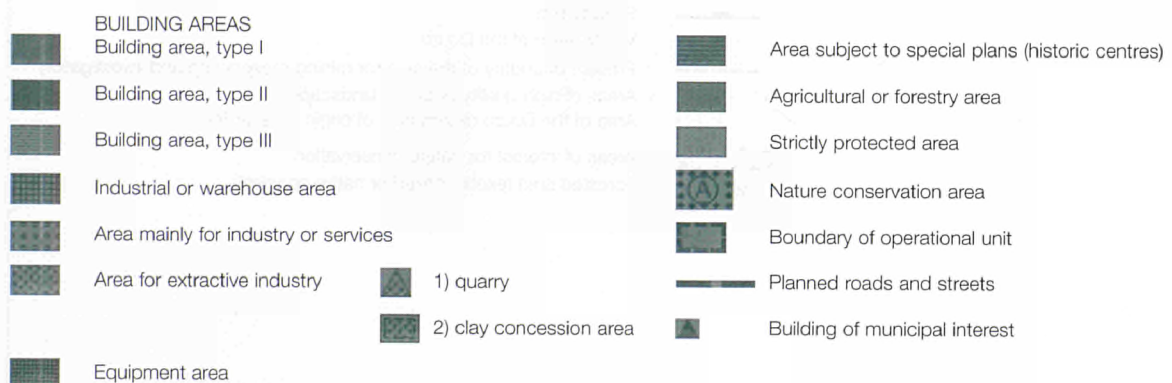 BUILDING AREAS
Building area, type I
Building area, type II
Building area, type III
Industrial or warehouse area
Area mainly for industry or services
Area for extractive industry
1) quarry
2) clay concession area
Equipment area
Area subject to special plans (historic centres)
Agricultural or forestry area
Strictly protected area
A
Nature conservation area
Boundary of operational unit
Planned roads and streets
Building of municipal interest